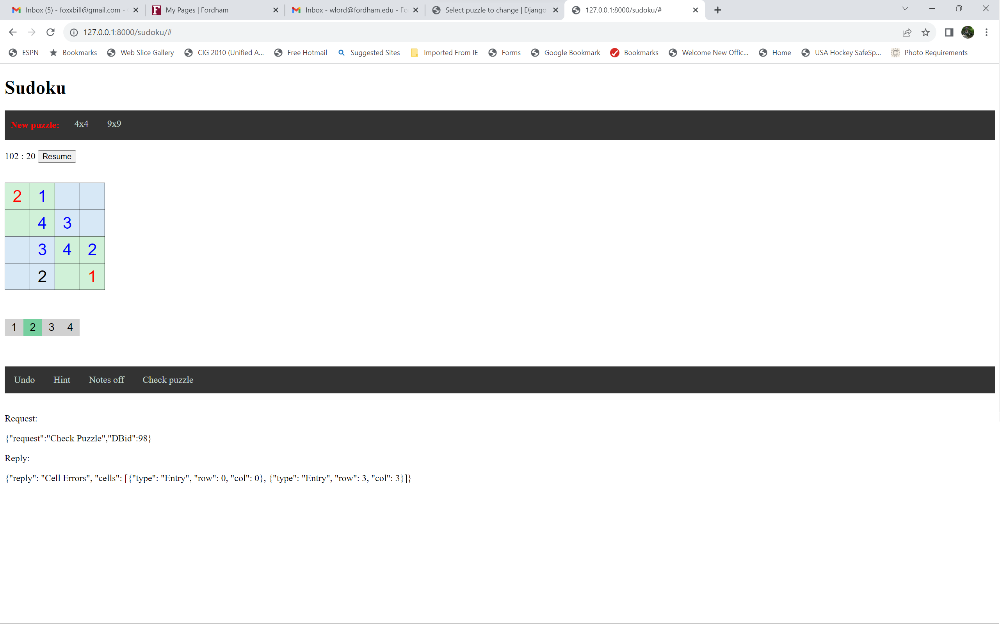 Inbox (5) - foxxbill@gmail.com - My Pages | Fordham Inbox - wlord@fordham.edu - Fo Select puzzle to change | Django 127.0.0.1:8000/sudoku/#
127.0.0.1:8000/sudoku/#
ESPN Bookmarks Web Slice Gallery CIG 2010 (Unified A... Free Hotmail Suggested Sites Imported From IE Forms Google Bookmark Bookmarks Welcome New Offic... Home USA Hockey SafeSp... Photo Requirements
Sudoku
New puzzle: 4x4 9x9
102 : 20 Resume
2 1
4 3
3 4 2
2 1
1 2 3 4
Undo Hint Notes off Check puzzle
Request:
{"request":"Check Puzzle","DBid":98}
Reply:
{"reply": "Cell Errors", "cells": [{"type": "Entry", "row": 0, "col": 0}, {"type": "Entry", "row": 3, "col": 3}]}